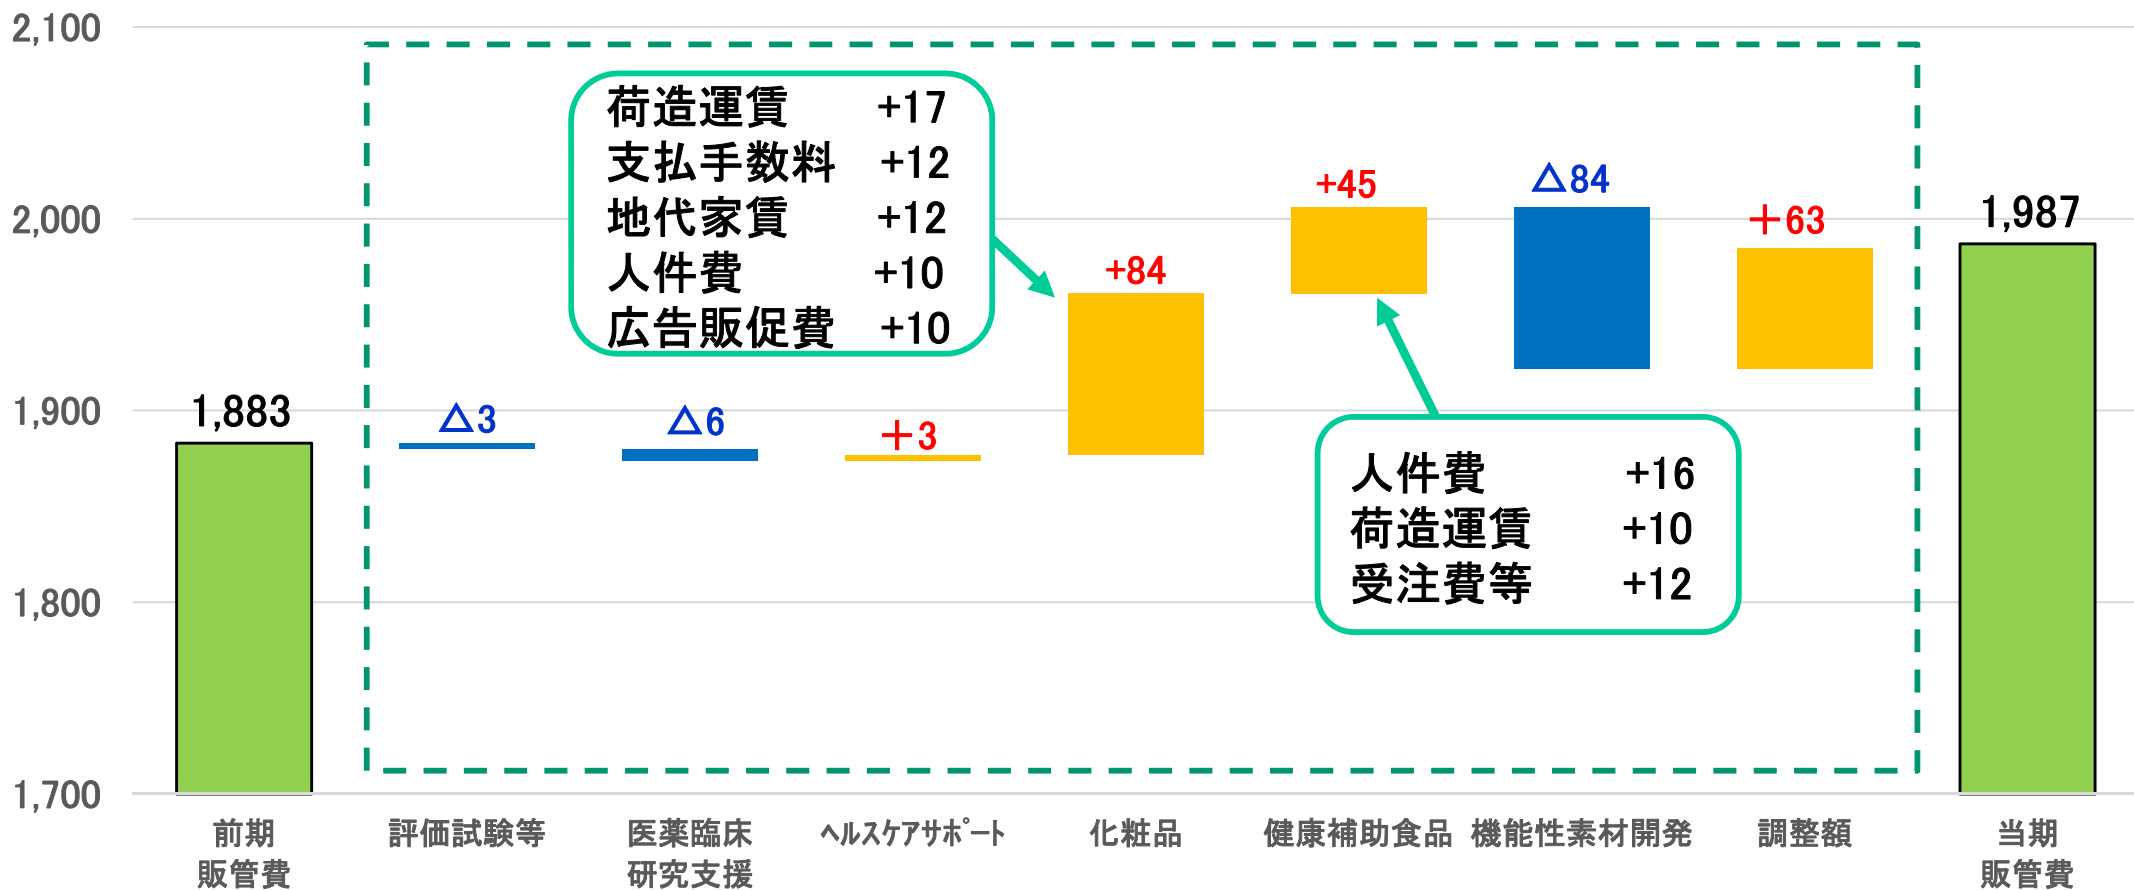 2,100
2,000
1,900
1,800
1,700
荷造運賃 +17
支払手数料 +12
地代家賃 +12
人件費 +10
広告販促費 +10
1,883
△3
△6
＋3
+84
+45
△84
＋63
1,987
人件費 +16
荷造運賃 +10
受注費等 +12
前期
販管費
評価試験等
医薬臨床
研究支援
ﾍﾙｽｹｱｻﾎﾟｰﾄ
化粧品
健康補助食品
機能性素材開発
調整額
当期
販管費